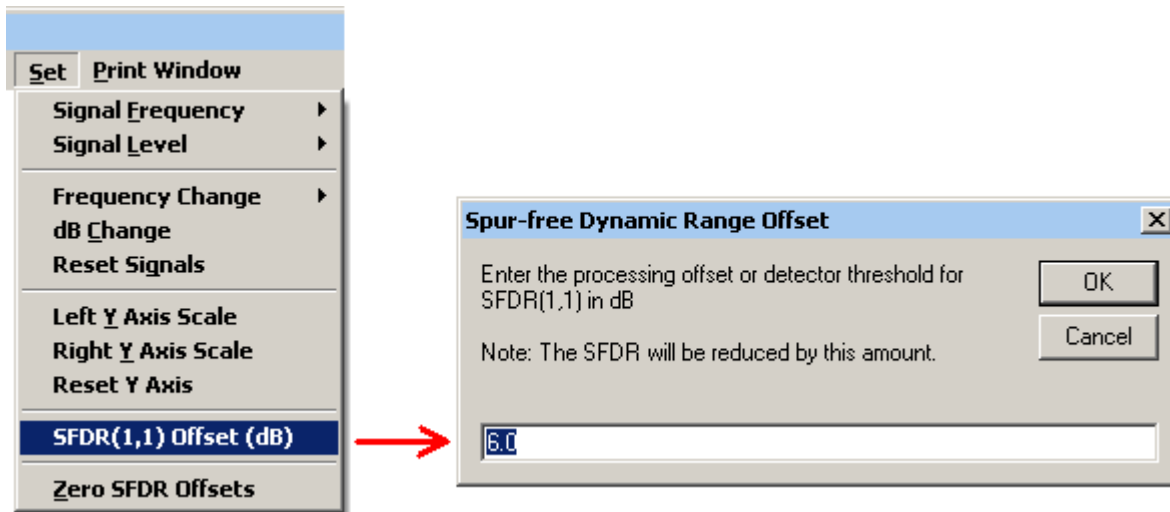 Set Print Window
Signal Frequency
Signal Level
Frequency Change
dB Change
Reset Signals
Left Y Axis Scale
Right Y Axis Scale
Reset Y Axis
SFDR(1,1) Offset (dB)
Zero SFDR Offsets
Spur-free Dynamic Range Offset
Enter the processing offset or detector threshold for
SFDR(1,1) in dB
Note: The SFDR will be reduced by this amount.
OK
Cancel
6.0